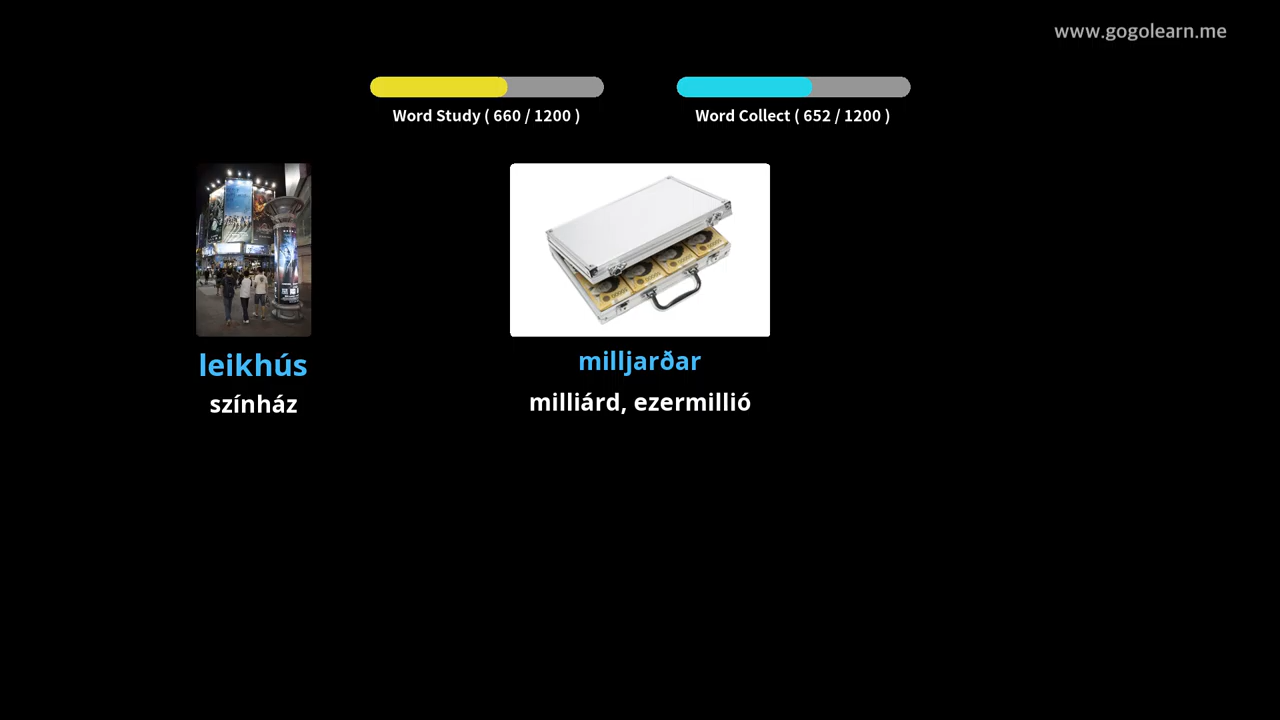 www.gogolearn.me
Word Study ( 660 / 1200 )
Word Collect ( 652 / 1200 )
leikhús
színház
milljarðar
milliárd, ezermillió